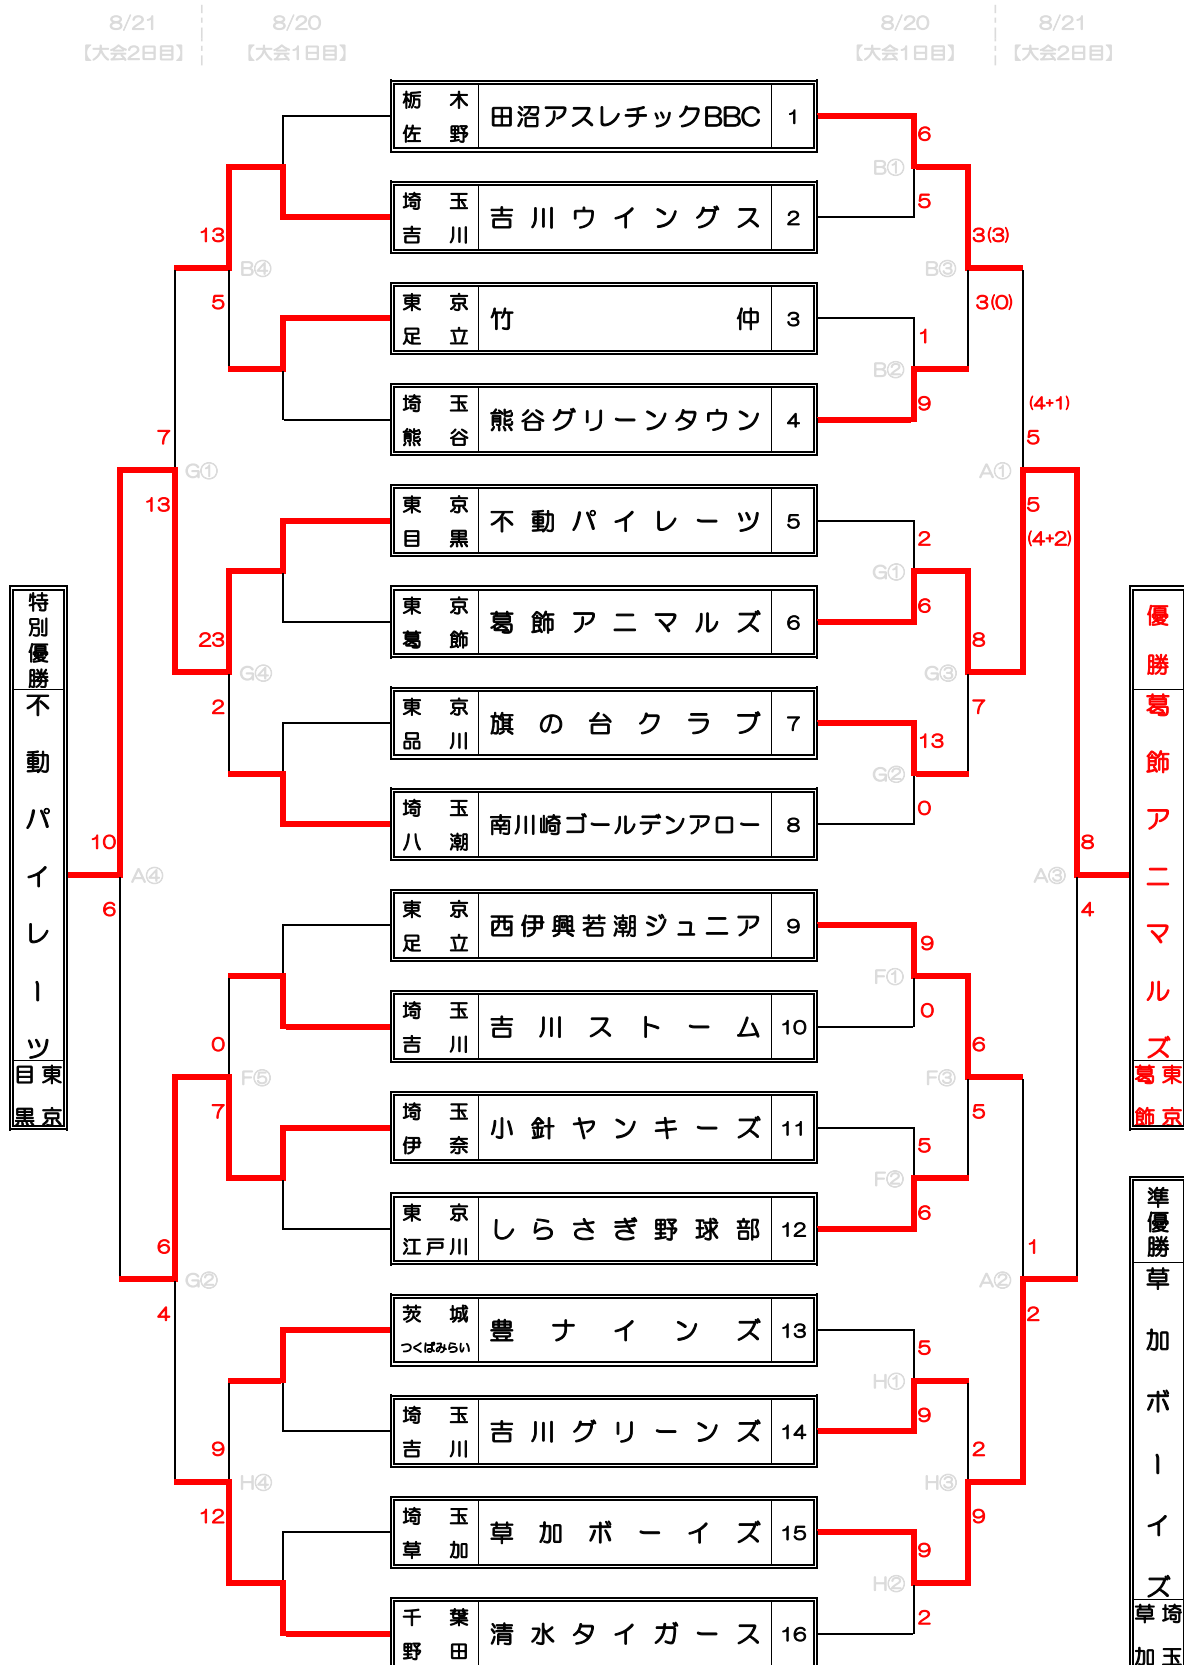 8/21
8/20
8/20
8/21
【大会2日目】
【大会1日目】
【大会1日目】
【大会2日目】
栃木
佐野
田沼アスレチックBBC
1
埼玉
吉川
吉川ウイングス
2
東京
足立
竹仲
3
埼玉
熊谷
熊谷グリーンタウン
4
東京
目黒
不動パイレーツ
5
東京
葛飾
葛飾アニマルズ
6
東京
品川
旗の台クラブ
7
埼玉
八潮
南川崎ゴールデンアロー
8
東京
足立
西伊興若潮ジュニア
9
埼玉
吉川
吉川ストーム
10
埼玉
伊奈
小針ヤンキーズ
11
東京
江戸川
しらさぎ野球部
12
茨城
つくばみらい
豊ナインズ
13
埼玉
吉川
吉川グリーンズ
14
埼玉
草加
草加ボーイズ
15
千葉
野田
清水タイガース
16
13
B④
5
7
G①
13
23
G④
2
10
A④
6
0
F⑤
7
6
G②
4
9
H④
12
6
B①
5
3(3)
B③
3(0)
1
B②
9
(4+1)
5
A①
5
(4+2)
2
G①
6
8
G③
7
13
G②
0
8
A③
4
9
F①
0
6
F③
5
5
F②
6
1
A②
2
5
H①
9
2
H③
9
9
H②
2
特別優勝
不動パイレーツ
東京
目黒
優勝
葛飾アニマルズ
東京
葛飾
準優勝
草加ボーイズ
埼玉
草加